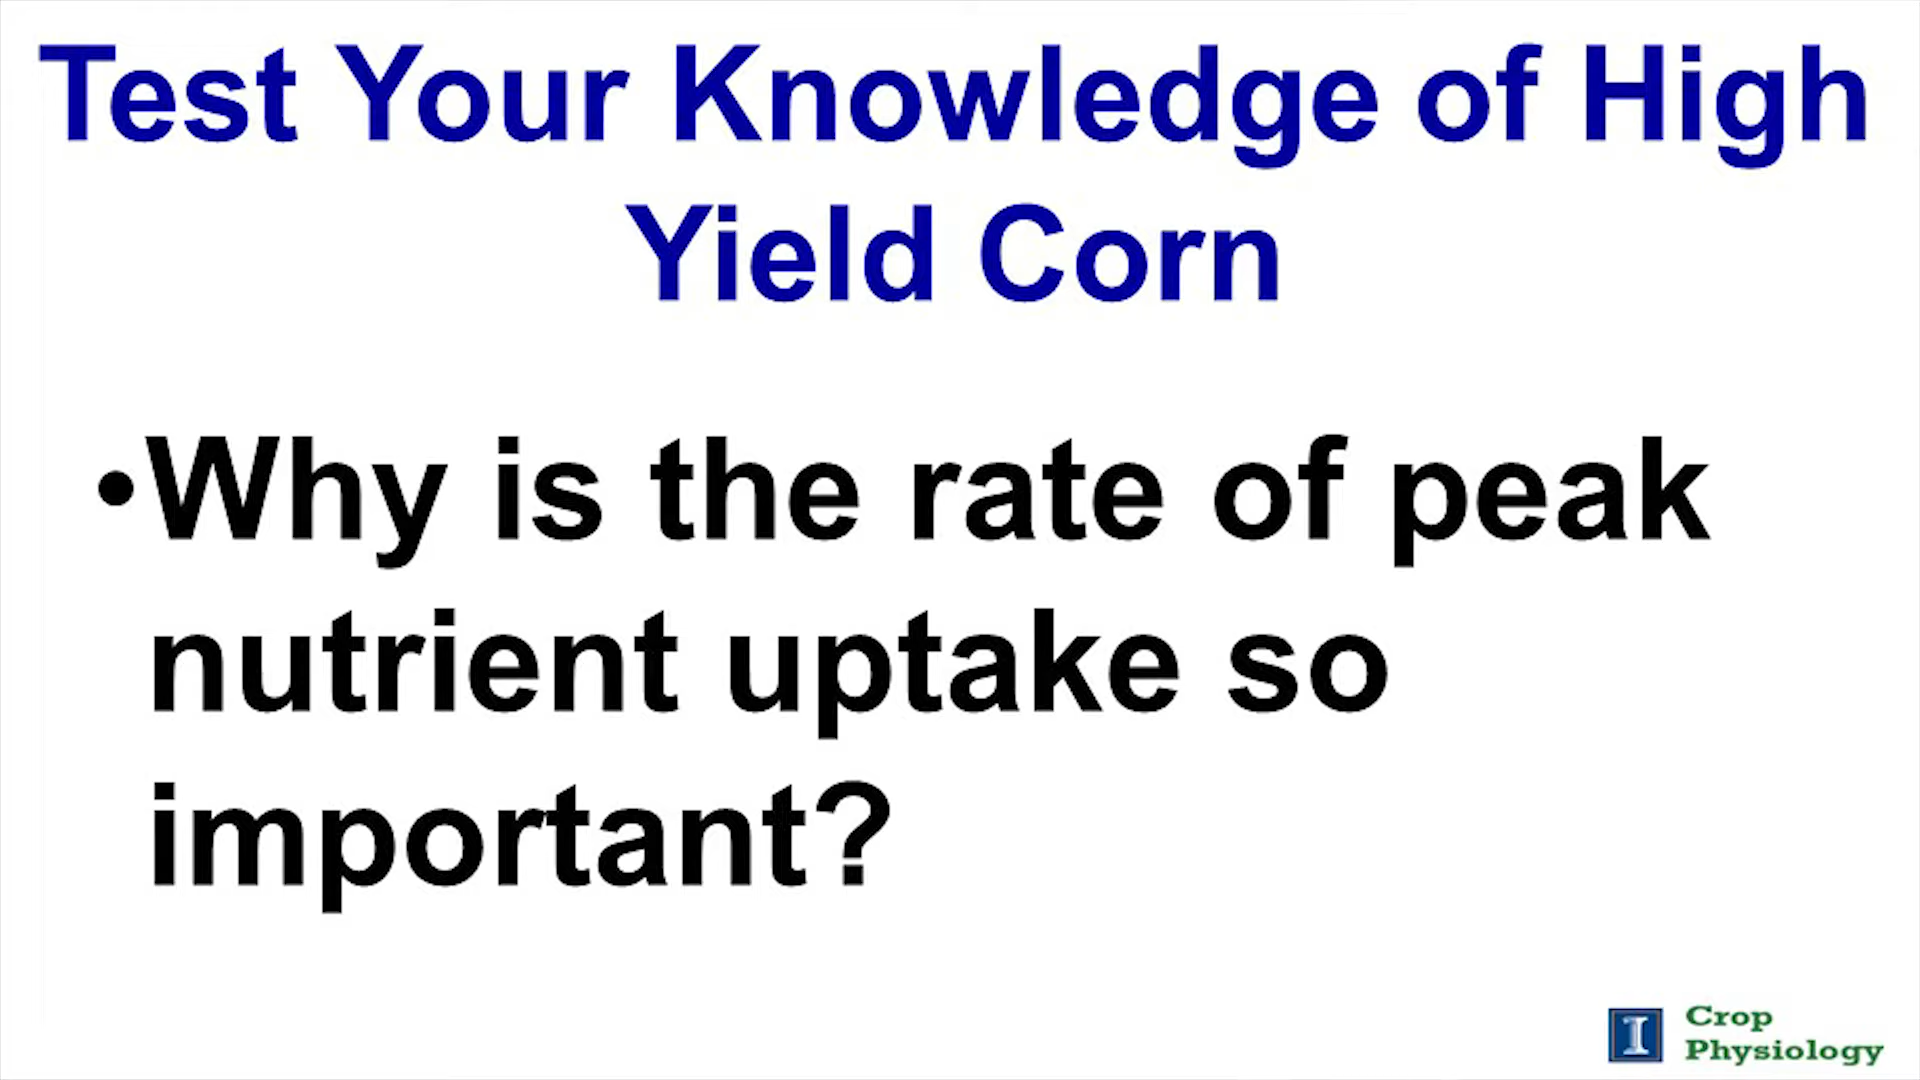 Test Your Knowledge of High
Yield Corn
•Why is the rate of peak
nutrient uptake so
important?
I
Crop
Physiology